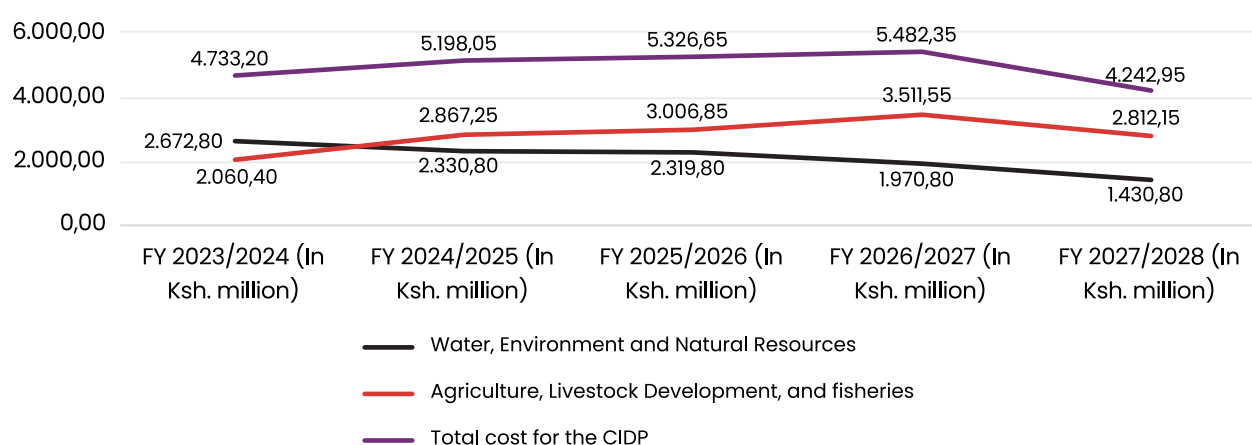 6.000,00
4.000,00
2.000,00
0,00
4.733,20
5.198,05
5.326,65
5.482,35
4.242,95
2.672,80
2.867,25
3.006,85
3.511,55
2.812,15
2.060,40
2.330,80
2.319,80
1.970,80
1.430,80
FY 2023/2024 (In
Ksh. million)
FY 2024/2025 (In
Ksh. million)
FY 2025/2026 (In
Ksh. million)
FY 2026/2027 (In
Ksh. million)
FY 2027/2028 (In
Ksh. million)
Water, Environment and Natural Resources
Agriculture, Livestock Development, and fisheries
Total cost for the CIDP